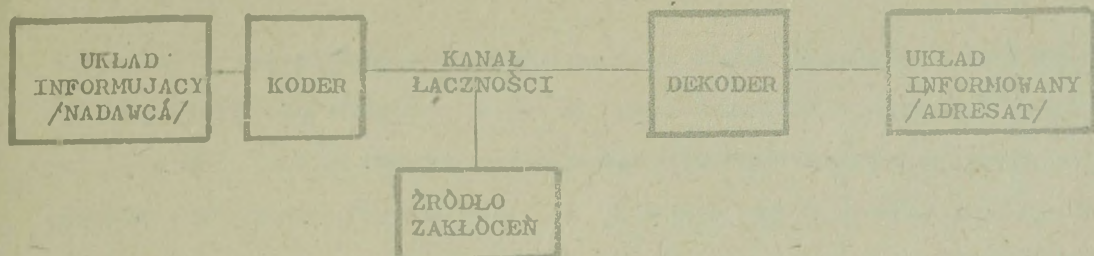 UKŁAD
INFORMUJACY
/NADAWCA/
KODER
KANAŁ
ŁACZNOŚCI
DEKODER
UKŁAD
INFORMOWANY
/ADRESAT/
ŹRÓDŁO
ZAKŁÓCEŃ